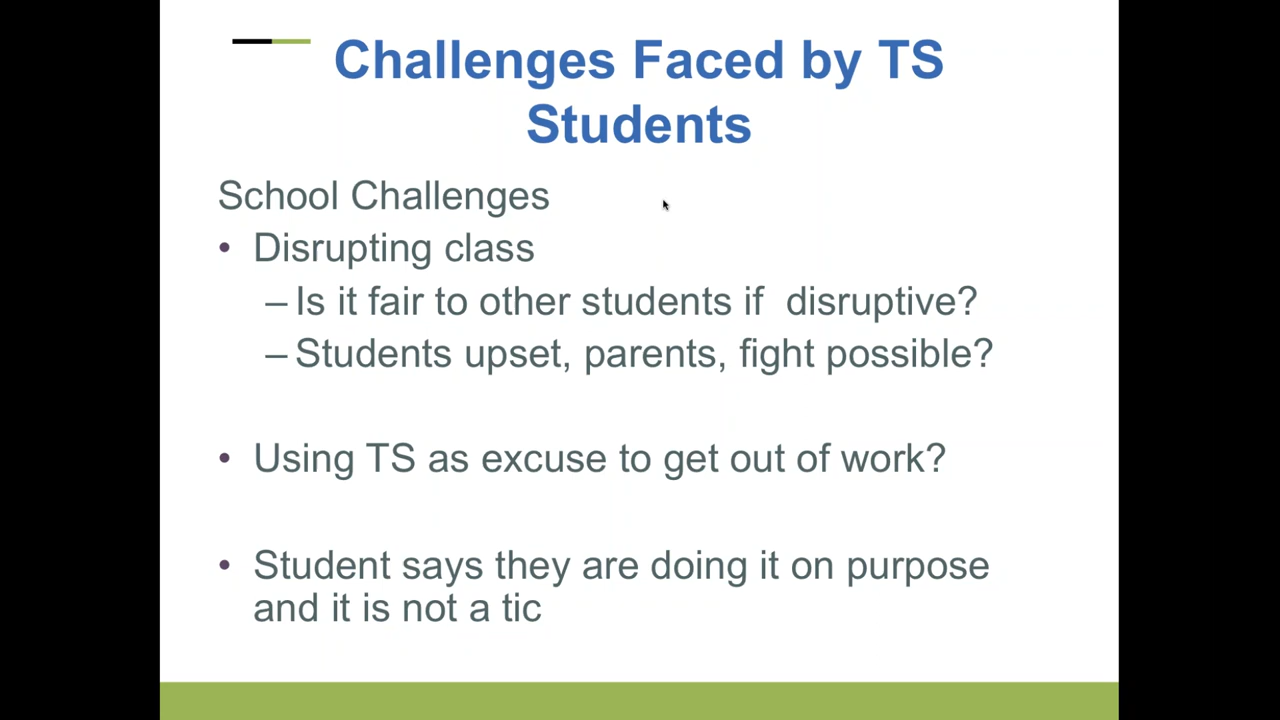 Challenges Faced by TS
Students
School Challenges
• Disrupting class
– Is it fair to other students if  disruptive?
– Students upset, parents, fight possible?
• Using TS as excuse to get out of work?
• Student says they are doing it on purpose
and it is not a tic